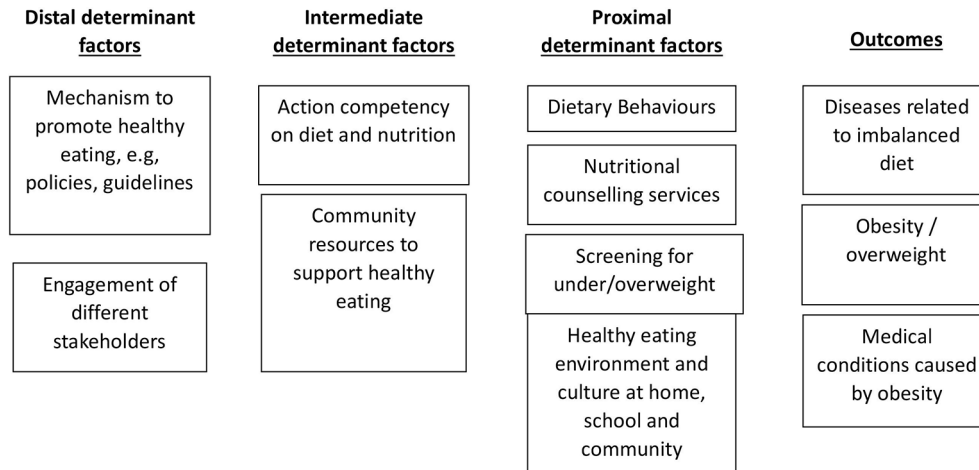 Distal determinant
factors
Mechanism to
promote healthy
eating, e.g,
policies, guidelines
Engagement of
different
stakeholders
Intermediate
determinant factors
Action competency
on diet and nutrition
Community
resources to
support healthy
eating
Proximal
determinant factors
Dietary Behaviours
Nutritional
counselling services
Screening for
under/overweight
Healthy eating
environment and
culture at home,
school and
community
Outcomes
Diseases related
to imbalanced
diet
Obesity /
overweight
Medical
conditions caused
by obesity